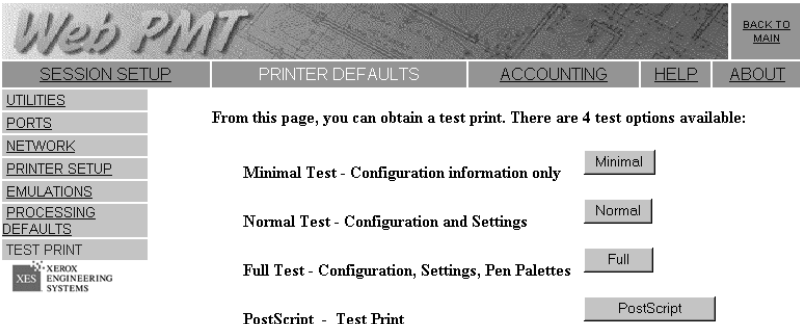 Web PMT
BACK TO
MAIN
SESSION SETUP PRINTER DEFAULTS ACCOUNTING HELP ABOUT
UTILITIES
PORTS
NETWORK
PRINTER SETUP
EMULATIONS
PROCESSING
DEFAULTS
TEST PRINT
XES
XEROX
ENGINEERING
SYSTEMS
From this page, you can obtain a test print. There are 4 test options available:
Minimal Test - Configuration information only Minimal
Normal Test - Configuration and Settings Normal
Full Test - Configuration, Settings, Pen Palettes Full
PostScript - Test Print PostScript